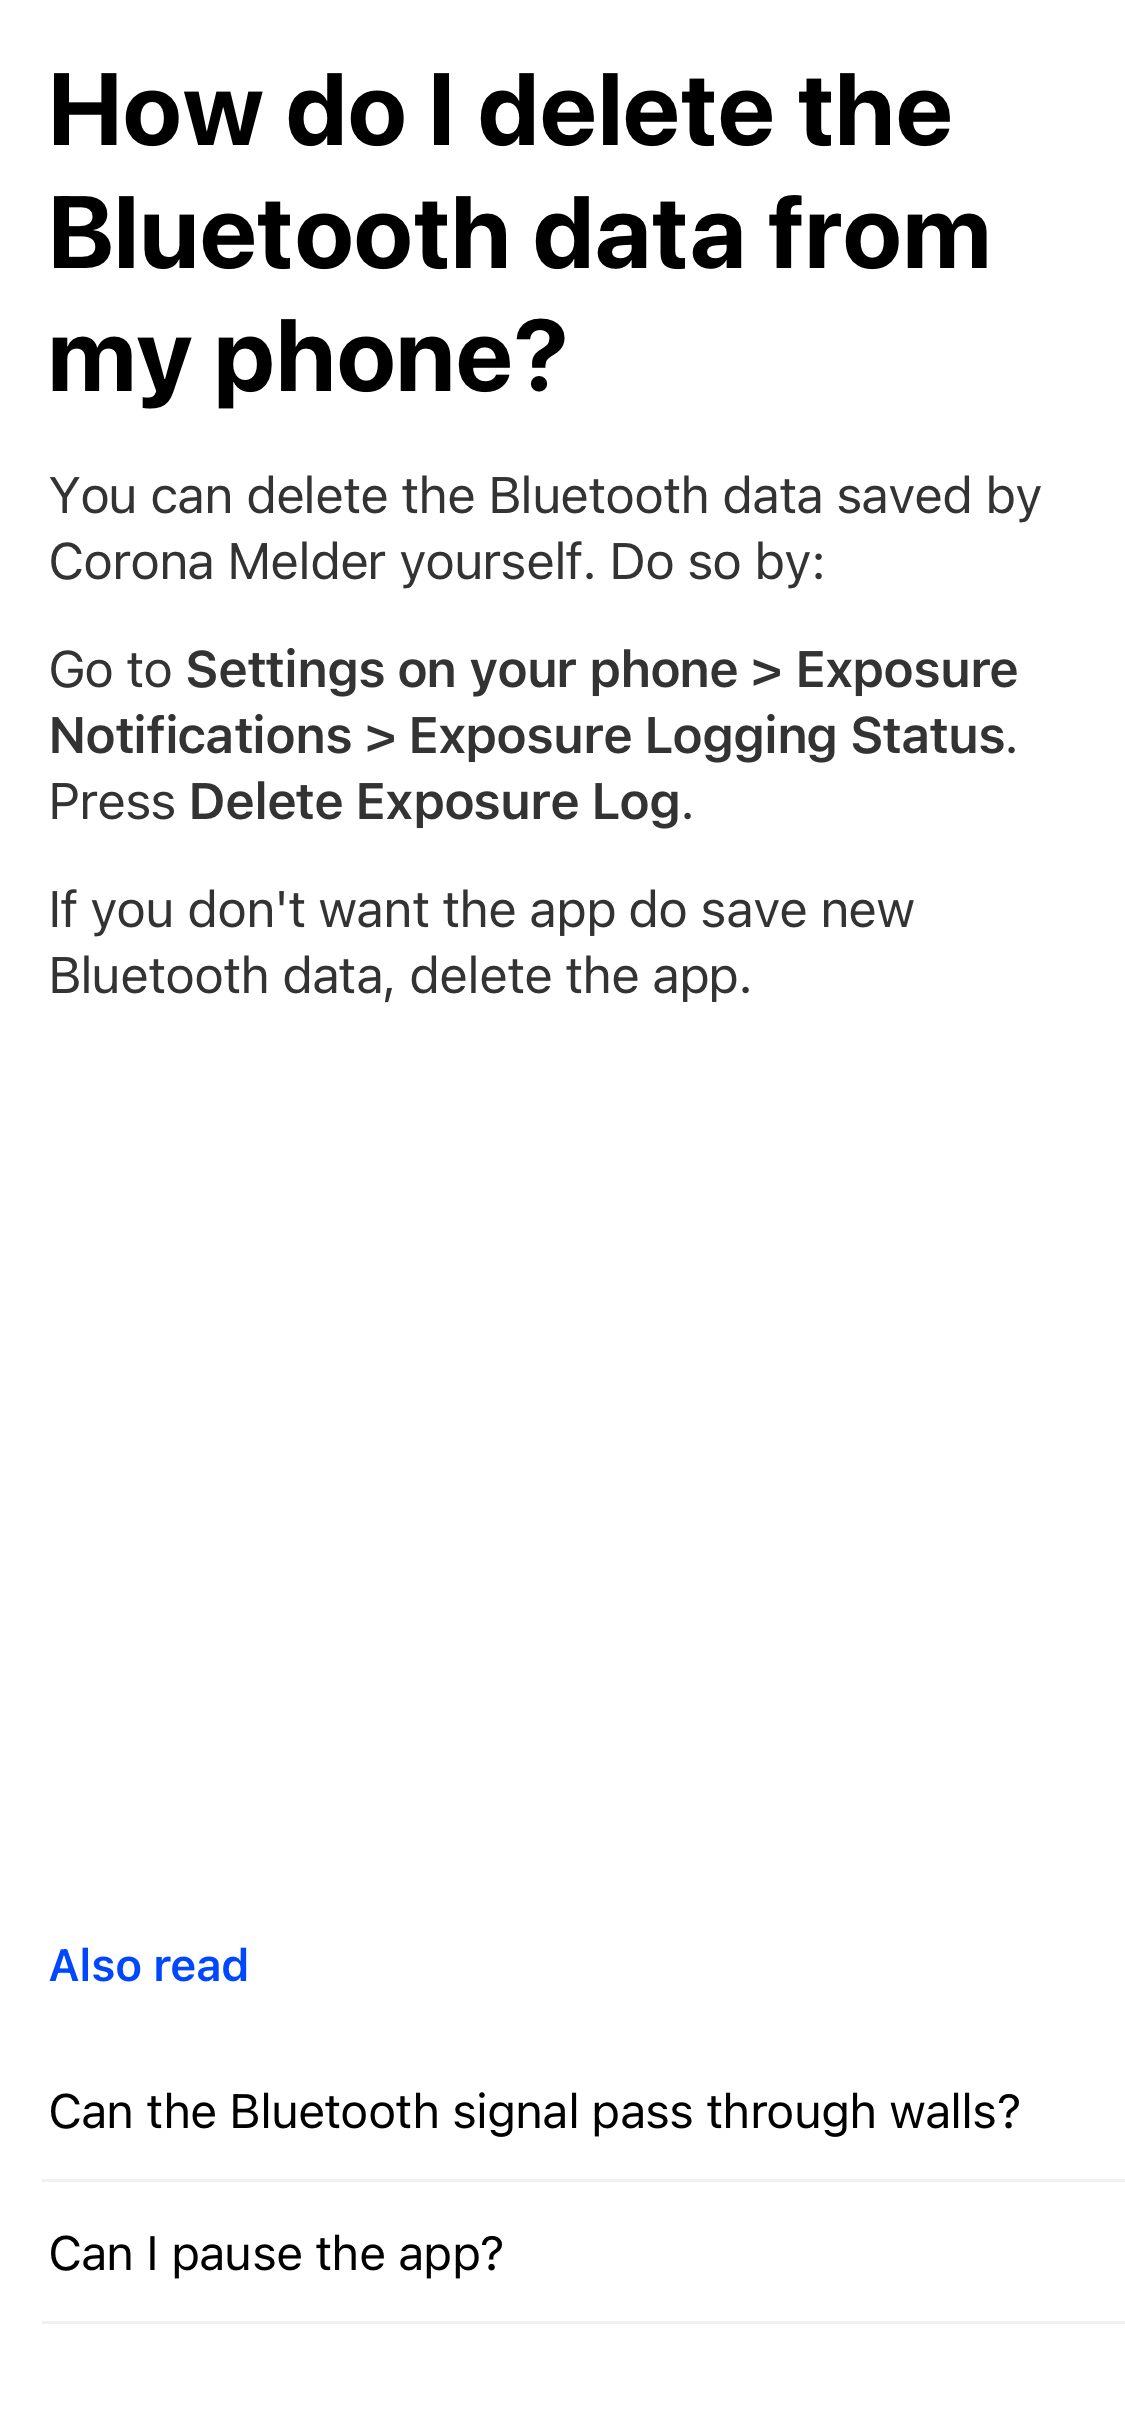 How do I delete the
Bluetooth data from
my phone?
You can delete the Bluetooth data saved by
Corona Melder yourself. Do so by:
Go to Settings on your phone > Exposure
Notifications > Exposure Logging Status.
Press Delete Exposure Log.
If you don't want the app do save new
Bluetooth data, delete the app.
Also read
Can the Bluetooth signal pass through walls?
Can I pause the app?